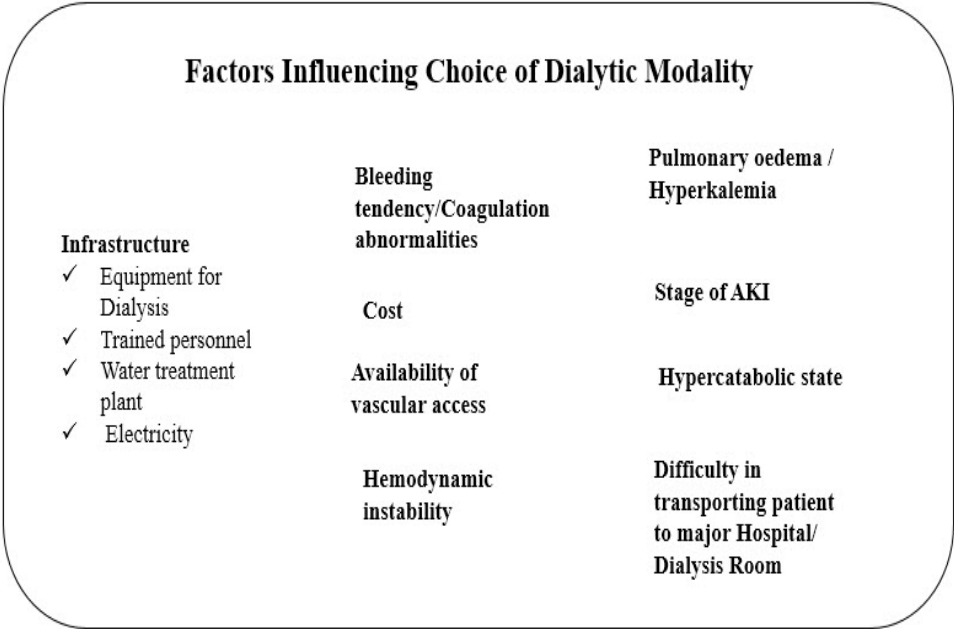 Factors Influencing Choice of Dialytic Modality
Infrastructure
✓ Equipment for
Dialysis
✓ Trained personnel
✓ Water treatment
plant
✓ Electricity
Bleeding
tendency/Coagulation
abnormalities
Cost
Availability of
vascular access
Hemodynamic
instability
Pulmonary oedema /
Hyperkalemia
Stage of AKI
Hypercatabolic state
Difficulty in
transporting patient
to major Hospital/
Dialysis Room